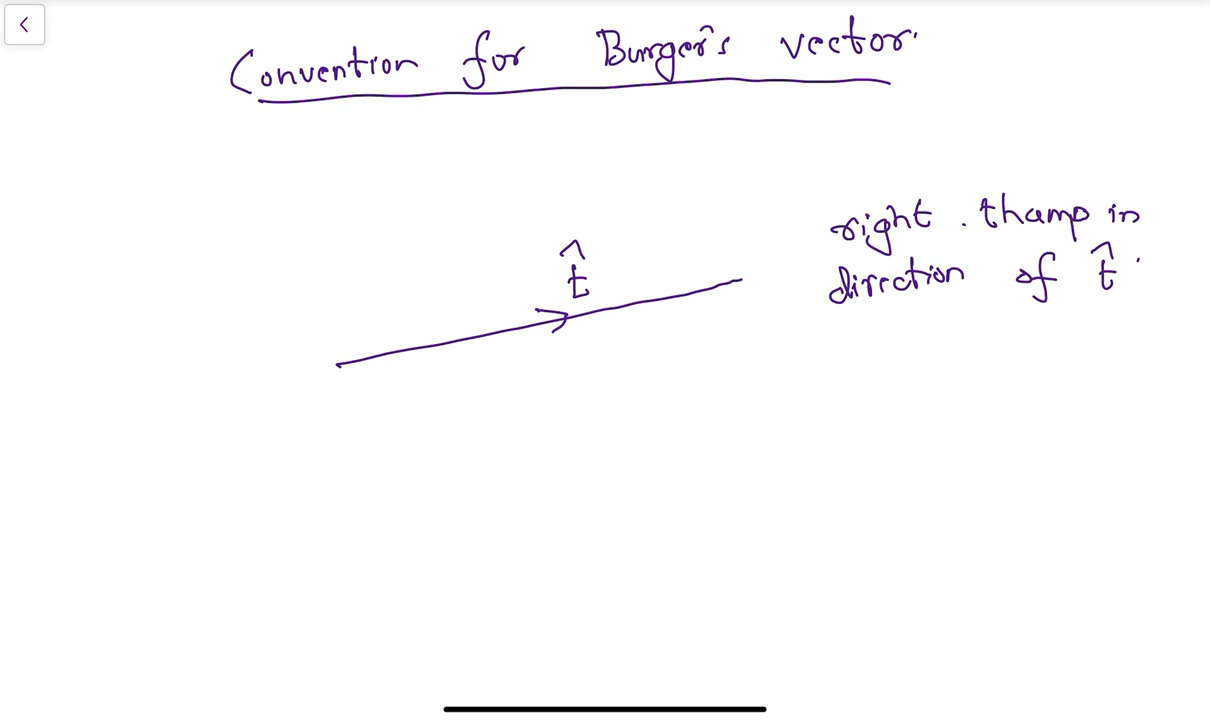 Convention for Burger's vector.
t̂
right . thamp in
direction of t̂.